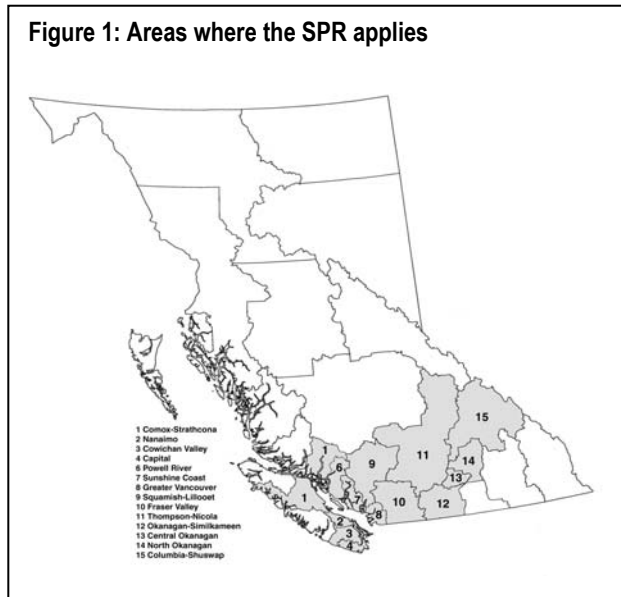 Figure 1: Areas where the SPR applies
1
6
9
11
15
14
13
1
7
8
10
12
2
3
4
1 Comox-Strathcona
2 Nanaimo
3 Cowichan Valley
4 Capital
6 Powell River
7 Sunshine Coast
8 Greater Vancouver
9 Squamish-Lillooet
10 Fraser Valley
11 Thompson-Nicola
12 Okanagan-Similkameen
13 Central Okanagan
14 North Okanagan
15 Columbia-Shuswap